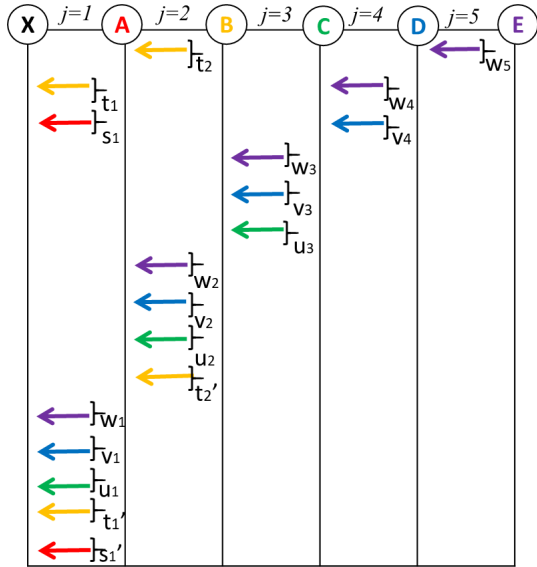 j=1 j=2 j=3 j=4 j=5
X A B C D E
t₂ w₅
t₁ w₄
s₁ v₄
w₃
v₃
u₃
w₂
v₂
u₂
t₂'
w₁
v₁
u₁
t₁'
s₁'